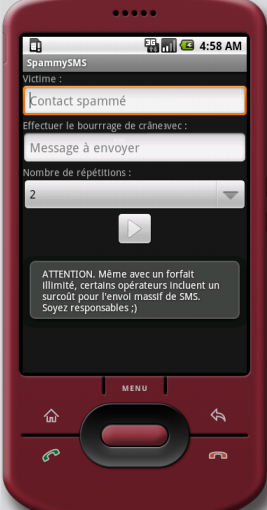 3G 4:58 AM
SpammySMS
Victime :
Contact spammé
Effectuer le bourrrage de crâne avec :
Message à envoyer
Nombre de répétitions :
2
ATTENTION. Même avec un forfait
illimité, certains opérateurs incluent un
surcoût pour l'envoi massif de SMS.
Soyez responsables ;)
MENU